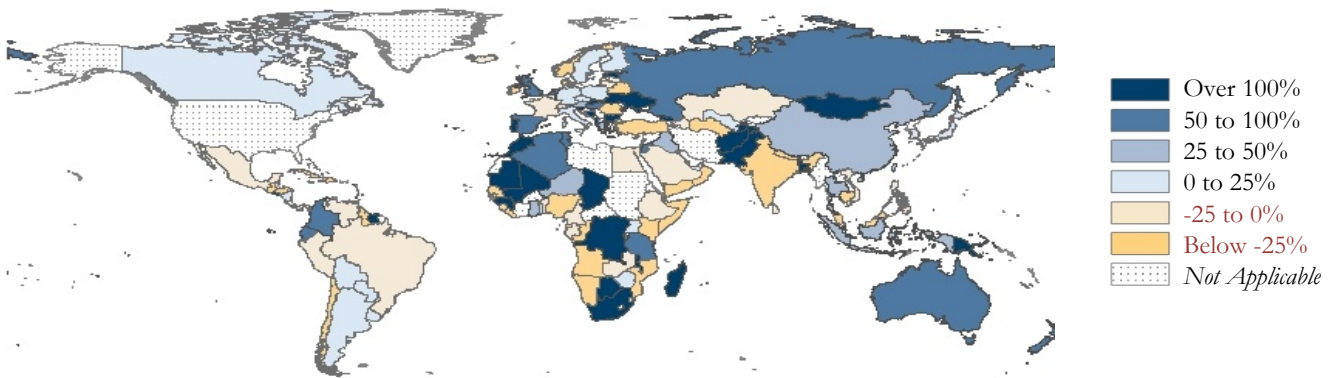 Over 100%
50 to 100%
25 to 50%
0 to 25%
-25 to 0%
Below -25%
Not Applicable